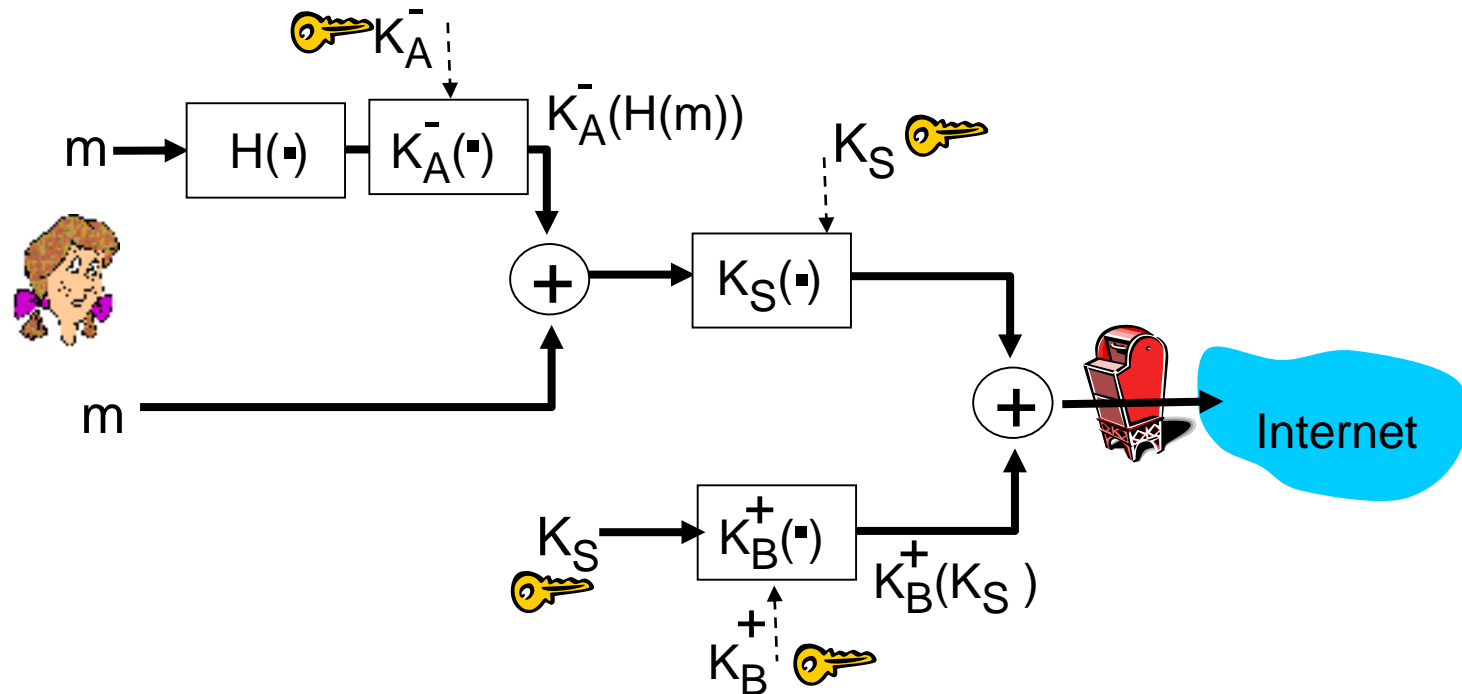 K_A^-
m
H(▪)
K_A^-(▪)
K_A^-(H(m))
K_S
+
K_S(▪)
m
+
Internet
K_S
K_B^+(▪)
K_B^+(K_S )
K_B^+